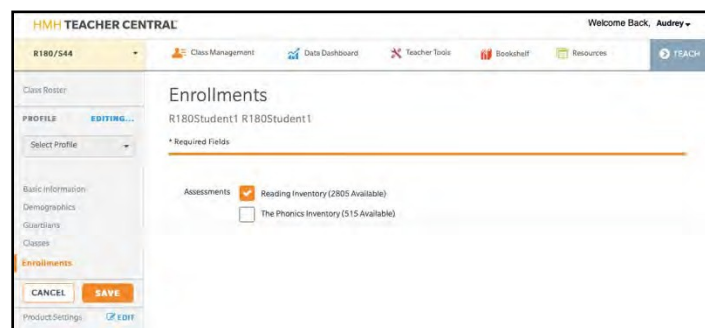 HMH TEACHER CENTRAL
Welcome Back, Audrey
R180/S44
Class Management
Data Dashboard
Teacher Tools
Bookshelf
Resources
TEACH
Class Roster
PROFILE EDITING...
Select Profile
Basic Information
Demographics
Guardians
Classes
Enrollments
CANCEL SAVE
Product Settings EDIT
Enrollments
R180Student1 R180Student1
* Required Fields
Assessments Reading Inventory (2805 Available)
The Phonics Inventory (515 Available)